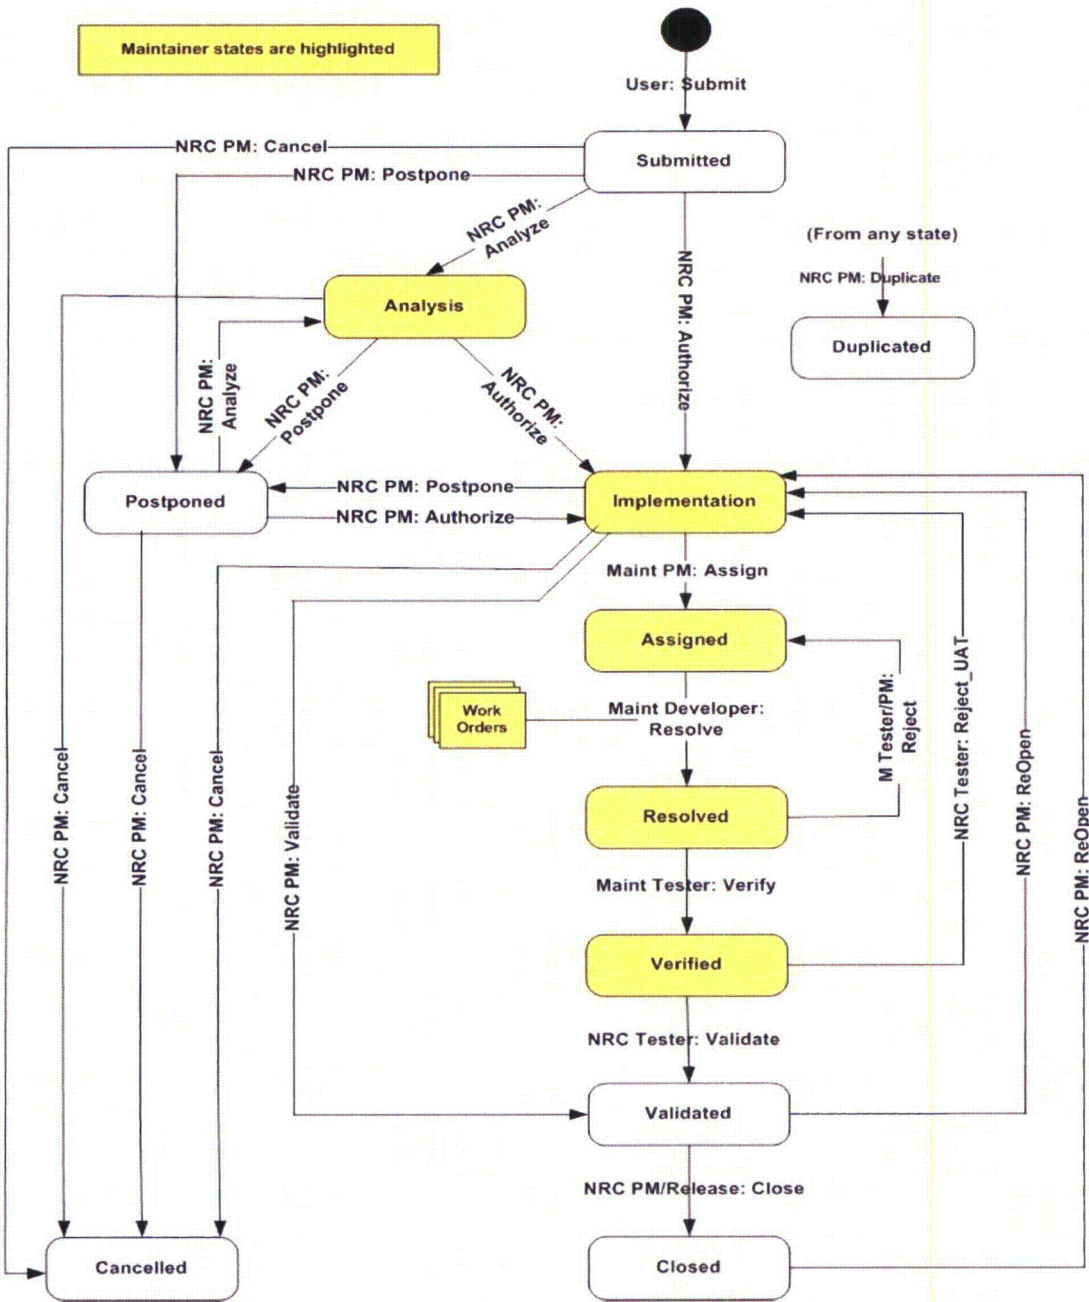 Maintainer states are highlighted
User: Submit
NRC PM: Cancel
Submitted
NRC PM: Postpone
NRC PM:
Analyze
(From any state)
NRC PM: Duplicate
Duplicated
NRC PM: Authorize
Analysis
NRC PM:
Analyze
NRC PM:
Postpone
NRC PM:
Authorize
Postponed
NRC PM: Postpone
NRC PM: Authorize
Implementation
Maint PM: Assign
Assigned
Work
Orders
Maint Developer:
Resolve
M Tester/PM:
Reject
NRC Tester: Reject_UAT
NRC PM: ReOpen
NRC PM: ReOpen
NRC PM: Cancel
NRC PM: Cancel
NRC PM: Cancel
NRC PM: Validate
Resolved
Maint Tester: Verify
Verified
NRC Tester: Validate
Validated
NRC PM/Release: Close
Cancelled
Closed